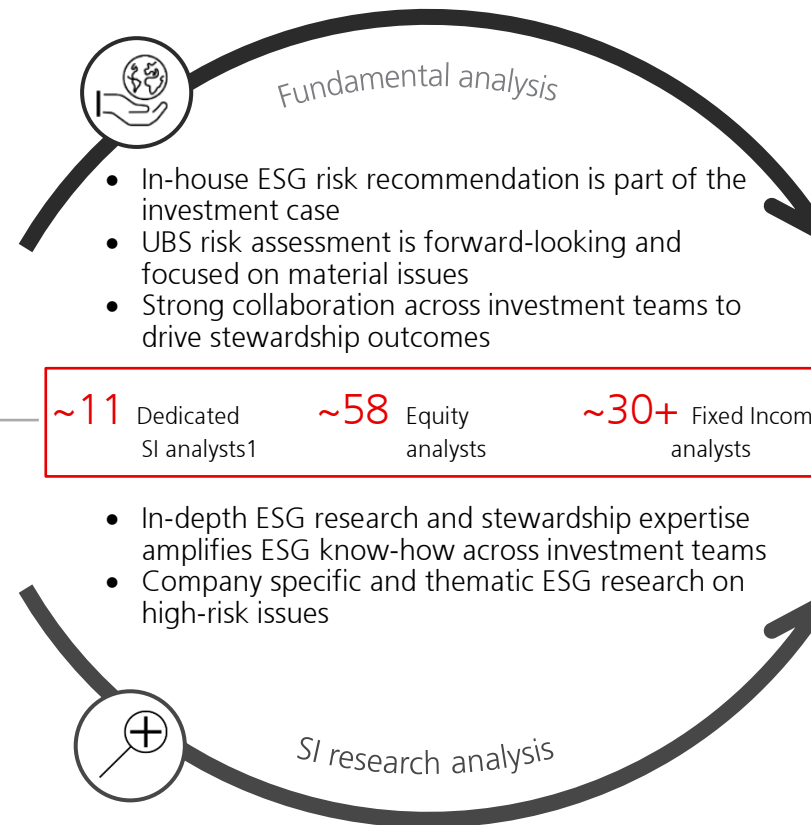 Fundamental analysis
• In-house ESG risk recommendation is part of the
investment case
• UBS risk assessment is forward-looking and
focused on material issues
• Strong collaboration across investment teams to
drive stewardship outcomes
~11 Dedicated
SI analysts1
~58 Equity
analysts
~30+ Fixed Incom
analysts
• In-depth ESG research and stewardship expertise
amplifies ESG know-how across investment teams
• Company specific and thematic ESG research on
high-risk issues
SI research analysis